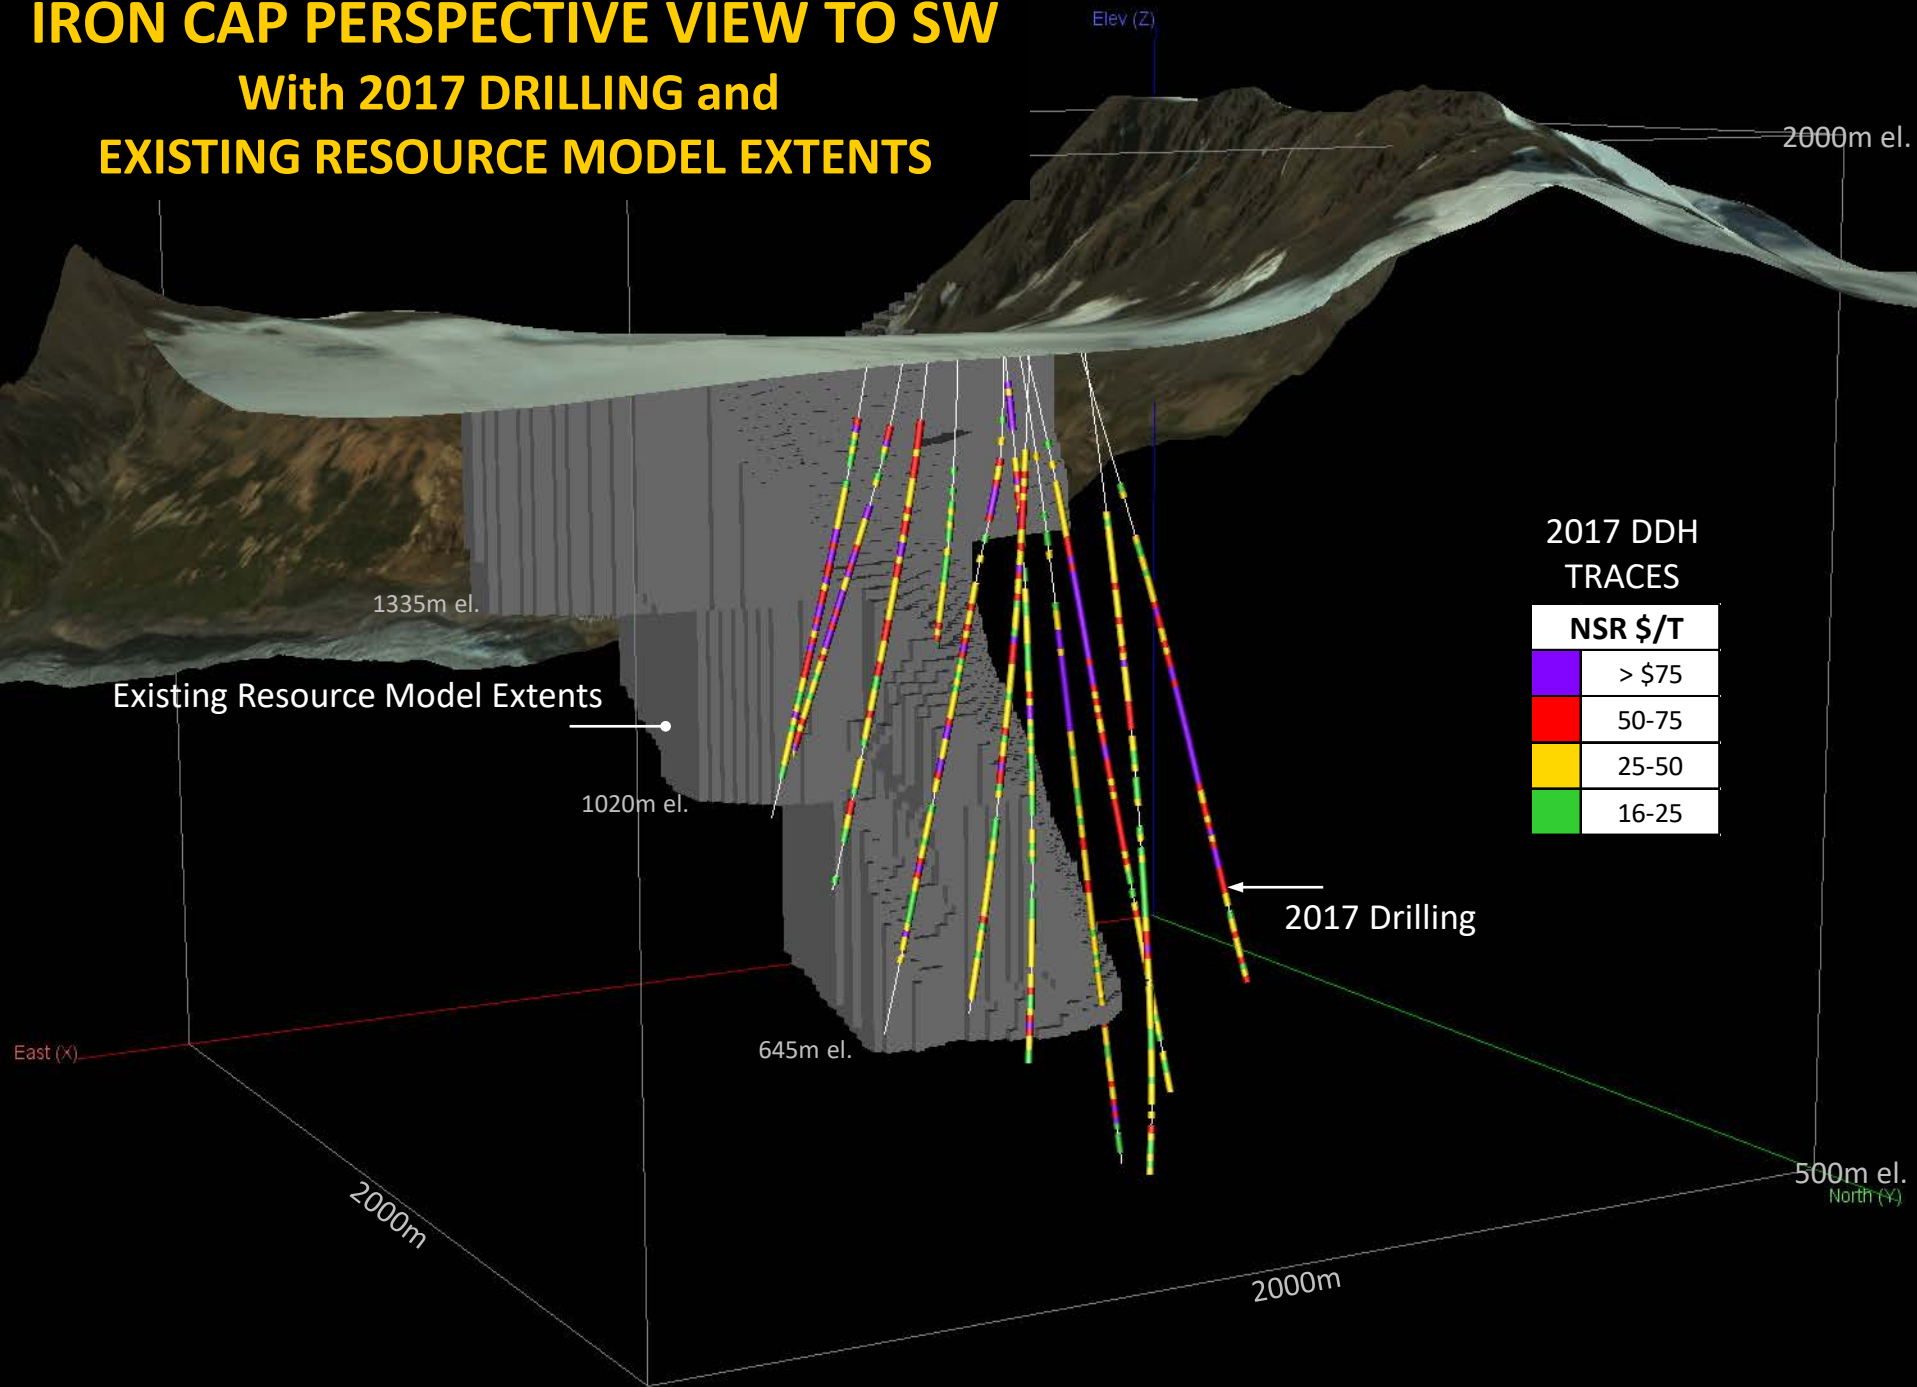 IRON CAP PERSPECTIVE VIEW TO SW
With 2017 DRILLING and
EXISTING RESOURCE MODEL EXTENTS
Elev (Z)
2000m el.
2017 DDH
TRACES
NSR $/T
> $75
50-75
25-50
16-25
1335m el.
Existing Resource Model Extents
1020m el.
2017 Drilling
645m el.
East (X)
500m el.
North (Y)
2000m
2000m